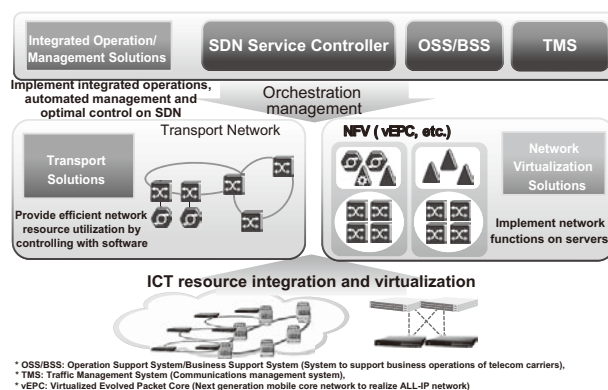 Integrated Operation/
Management Solutions
SDN Service Controller
OSS/BSS
TMS
Implement integrated operations,
automated management and
optimal control on SDN
Orchestration
management
Transport Network
Transport
Solutions
Provide efficient network
resource utilization by
controlling with software
NFV ( vEPC, etc.)
Network
Virtualization
Solutions
Implement network
functions on servers
ICT resource integration and virtualization
* OSS/BSS: Operation Support System/Business Support System (System to support business operations of telecom carriers),
* TMS: Traffic Management System (Communications management system),
* vEPC: Virtualized Evolved Packet Core (Next generation mobile core network to realize ALL-IP network)